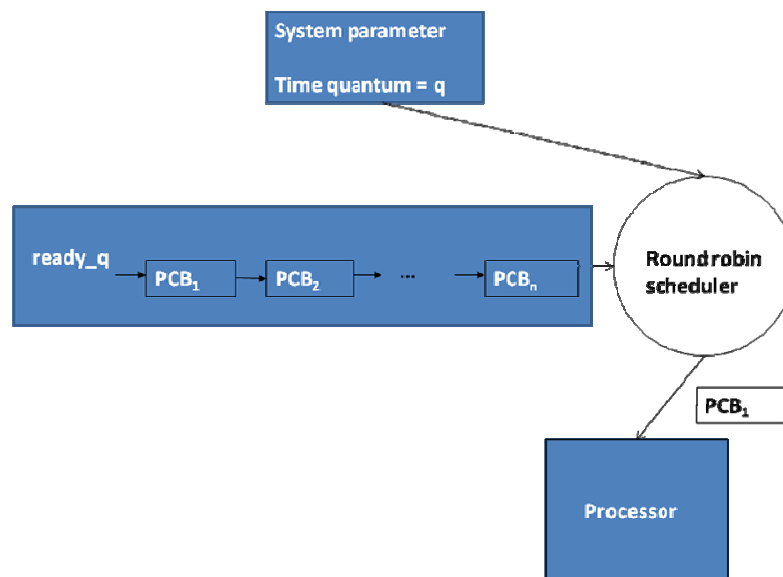 System parameter
Time quantum = q
ready_q
PCB₁
PCB₂
...
PCBₙ
Round robin
scheduler
PCB₁
Processor